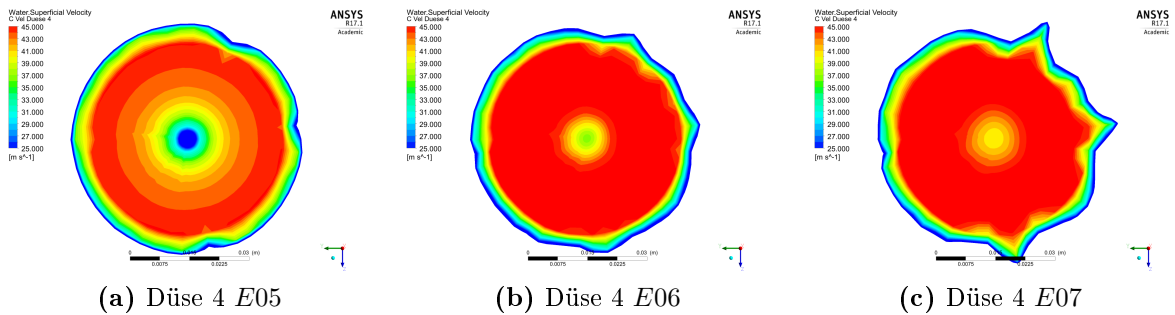 Water.Superficial Velocity
C Vel Duese 4
45.000
43.000
41.000
39.000
37.000
35.000
33.000
31.000
29.000
27.000
25.000
[m s^-1]
ANSYS
R17.1
Academic
0
0.015
0.03 (m)
0.0075
0.0225
(a) Düse 4 E05
Water.Superficial Velocity
C Vel Duese 4
45.000
43.000
41.000
39.000
37.000
35.000
33.000
31.000
29.000
27.000
25.000
[m s^-1]
ANSYS
R17.1
Academic
0
0.015
0.03 (m)
0.0075
0.0225
(b) Düse 4 E06
Water.Superficial Velocity
C Vel Duese 4
45.000
43.000
41.000
39.000
37.000
35.000
33.000
31.000
29.000
27.000
25.000
[m s^-1]
ANSYS
R17.1
Academic
0
0.03 (m)
0.0075
0.0225
(c) Düse 4 E07